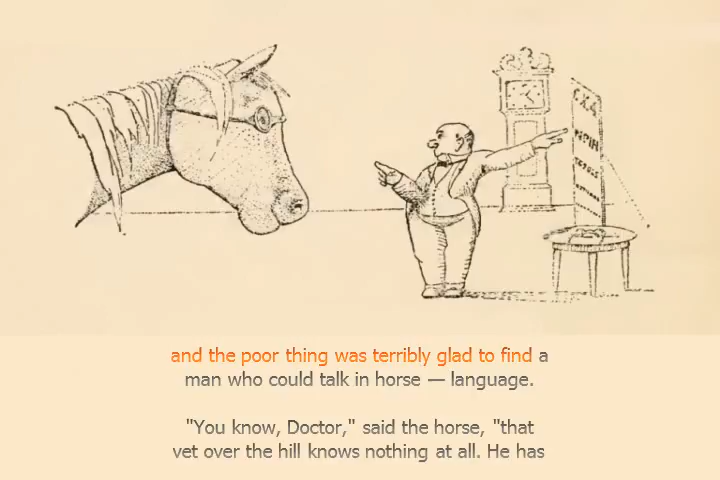 and the poor thing was terribly glad to find a
man who could talk in horse — language.
"You know, Doctor," said the horse, "that
vet over the hill knows nothing at all. He has